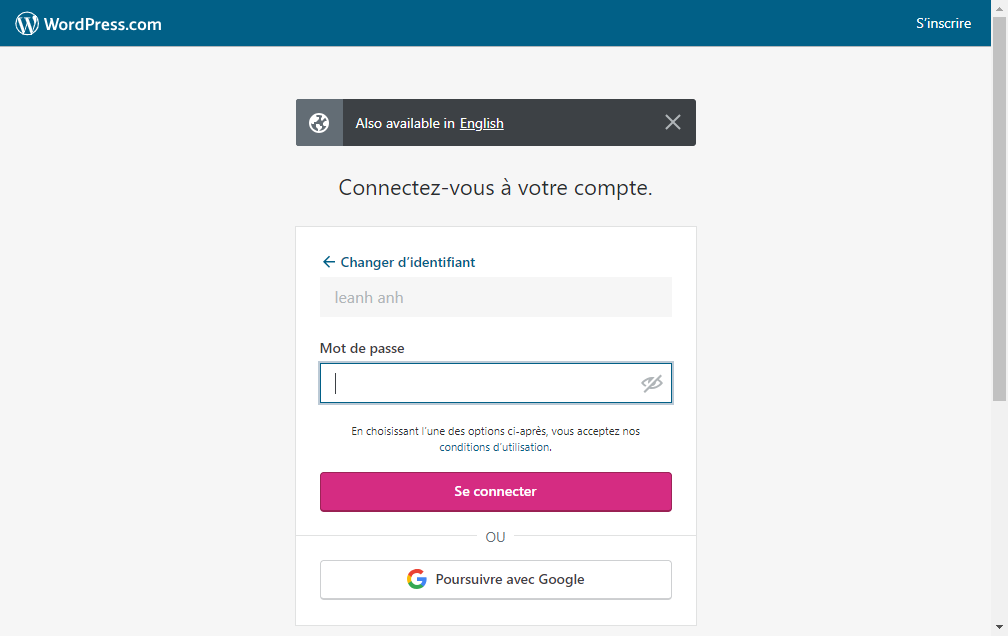 WordPress.com
S'inscrire
Also available in English
Connectez-vous à votre compte.
← Changer d'identifiant
leanh anh
Mot de passe
En choisissant l'une des options ci-après, vous acceptez nos
conditions d'utilisation.
Se connecter
OU
Poursuivre avec Google